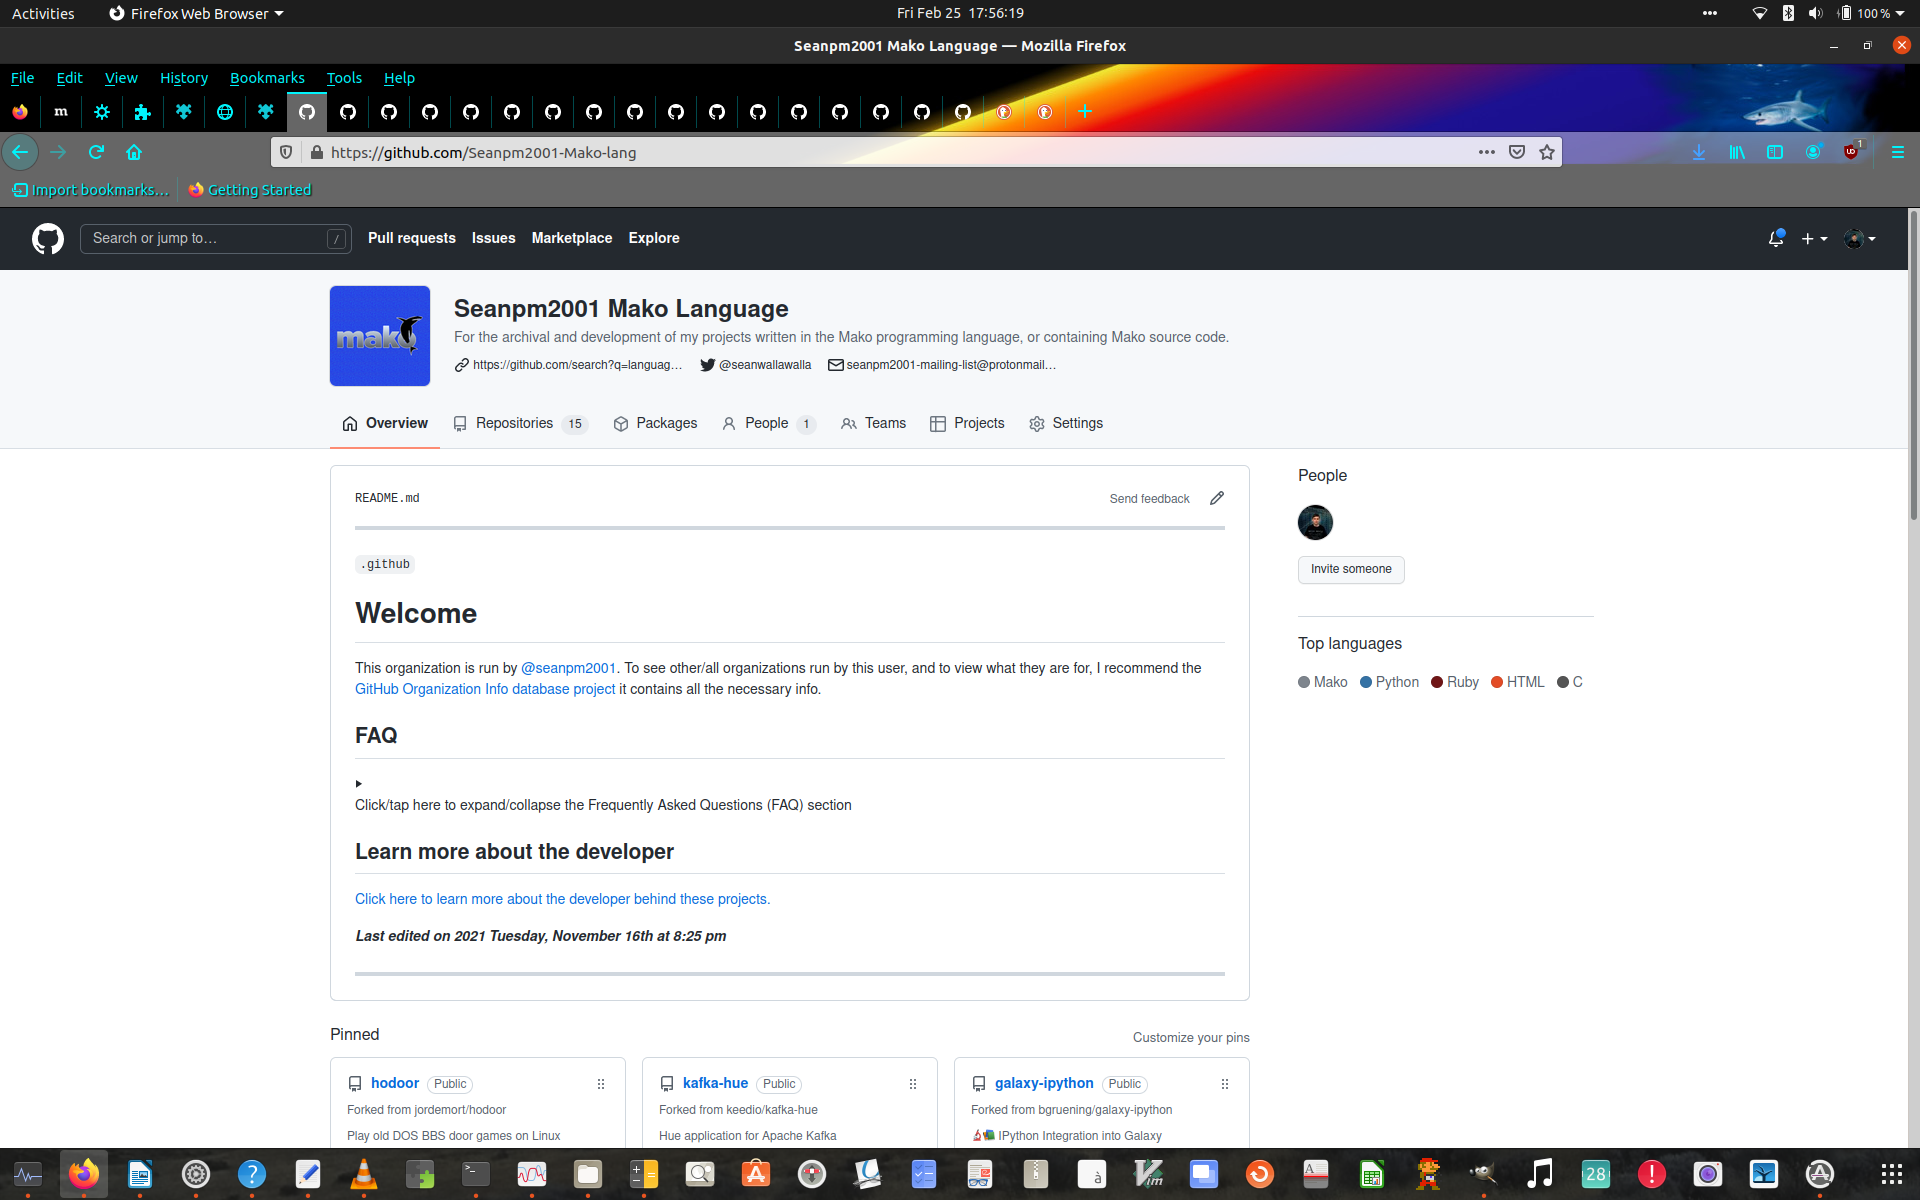 Activities Firefox Web Browser Fri Feb 25 17:56:19 100 %
Seanpm2001 Mako Language — Mozilla Firefox
File Edit View History Bookmarks Tools Help
m
https://github.com/Seanpm2001-Mako-lang
1
Import bookmarks... Getting Started
Search or jump to... / Pull requests Issues Marketplace Explore
mako
Seanpm2001 Mako Language
For the archival and development of my projects written in the Mako programming language, or containing Mako source code.
https://github.com/search?q=languag... @seanwallawalla seanpm2001-mailing-list@protonmail...
Overview Repositories 15 Packages People 1 Teams Projects Settings
README.md Send feedback
.github
Welcome
This organization is run by @seanpm2001. To see other/all organizations run by this user, and to view what they are for, I recommend the
GitHub Organization Info database project it contains all the necessary info.
FAQ
Click/tap here to expand/collapse the Frequently Asked Questions (FAQ) section
Learn more about the developer
Click here to learn more about the developer behind these projects.
Last edited on 2021 Tuesday, November 16th at 8:25 pm
People
Invite someone
Top languages
Mako Python Ruby HTML C
Pinned Customize your pins
hodoor Public
Forked from jordemort/hodoor
Play old DOS BBS door games on Linux
kafka-hue Public
Forked from keedio/kafka-hue
Hue application for Apache Kafka
galaxy-ipython Public
Forked from bgruening/galaxy-ipython
IPython Integration into Galaxy
28